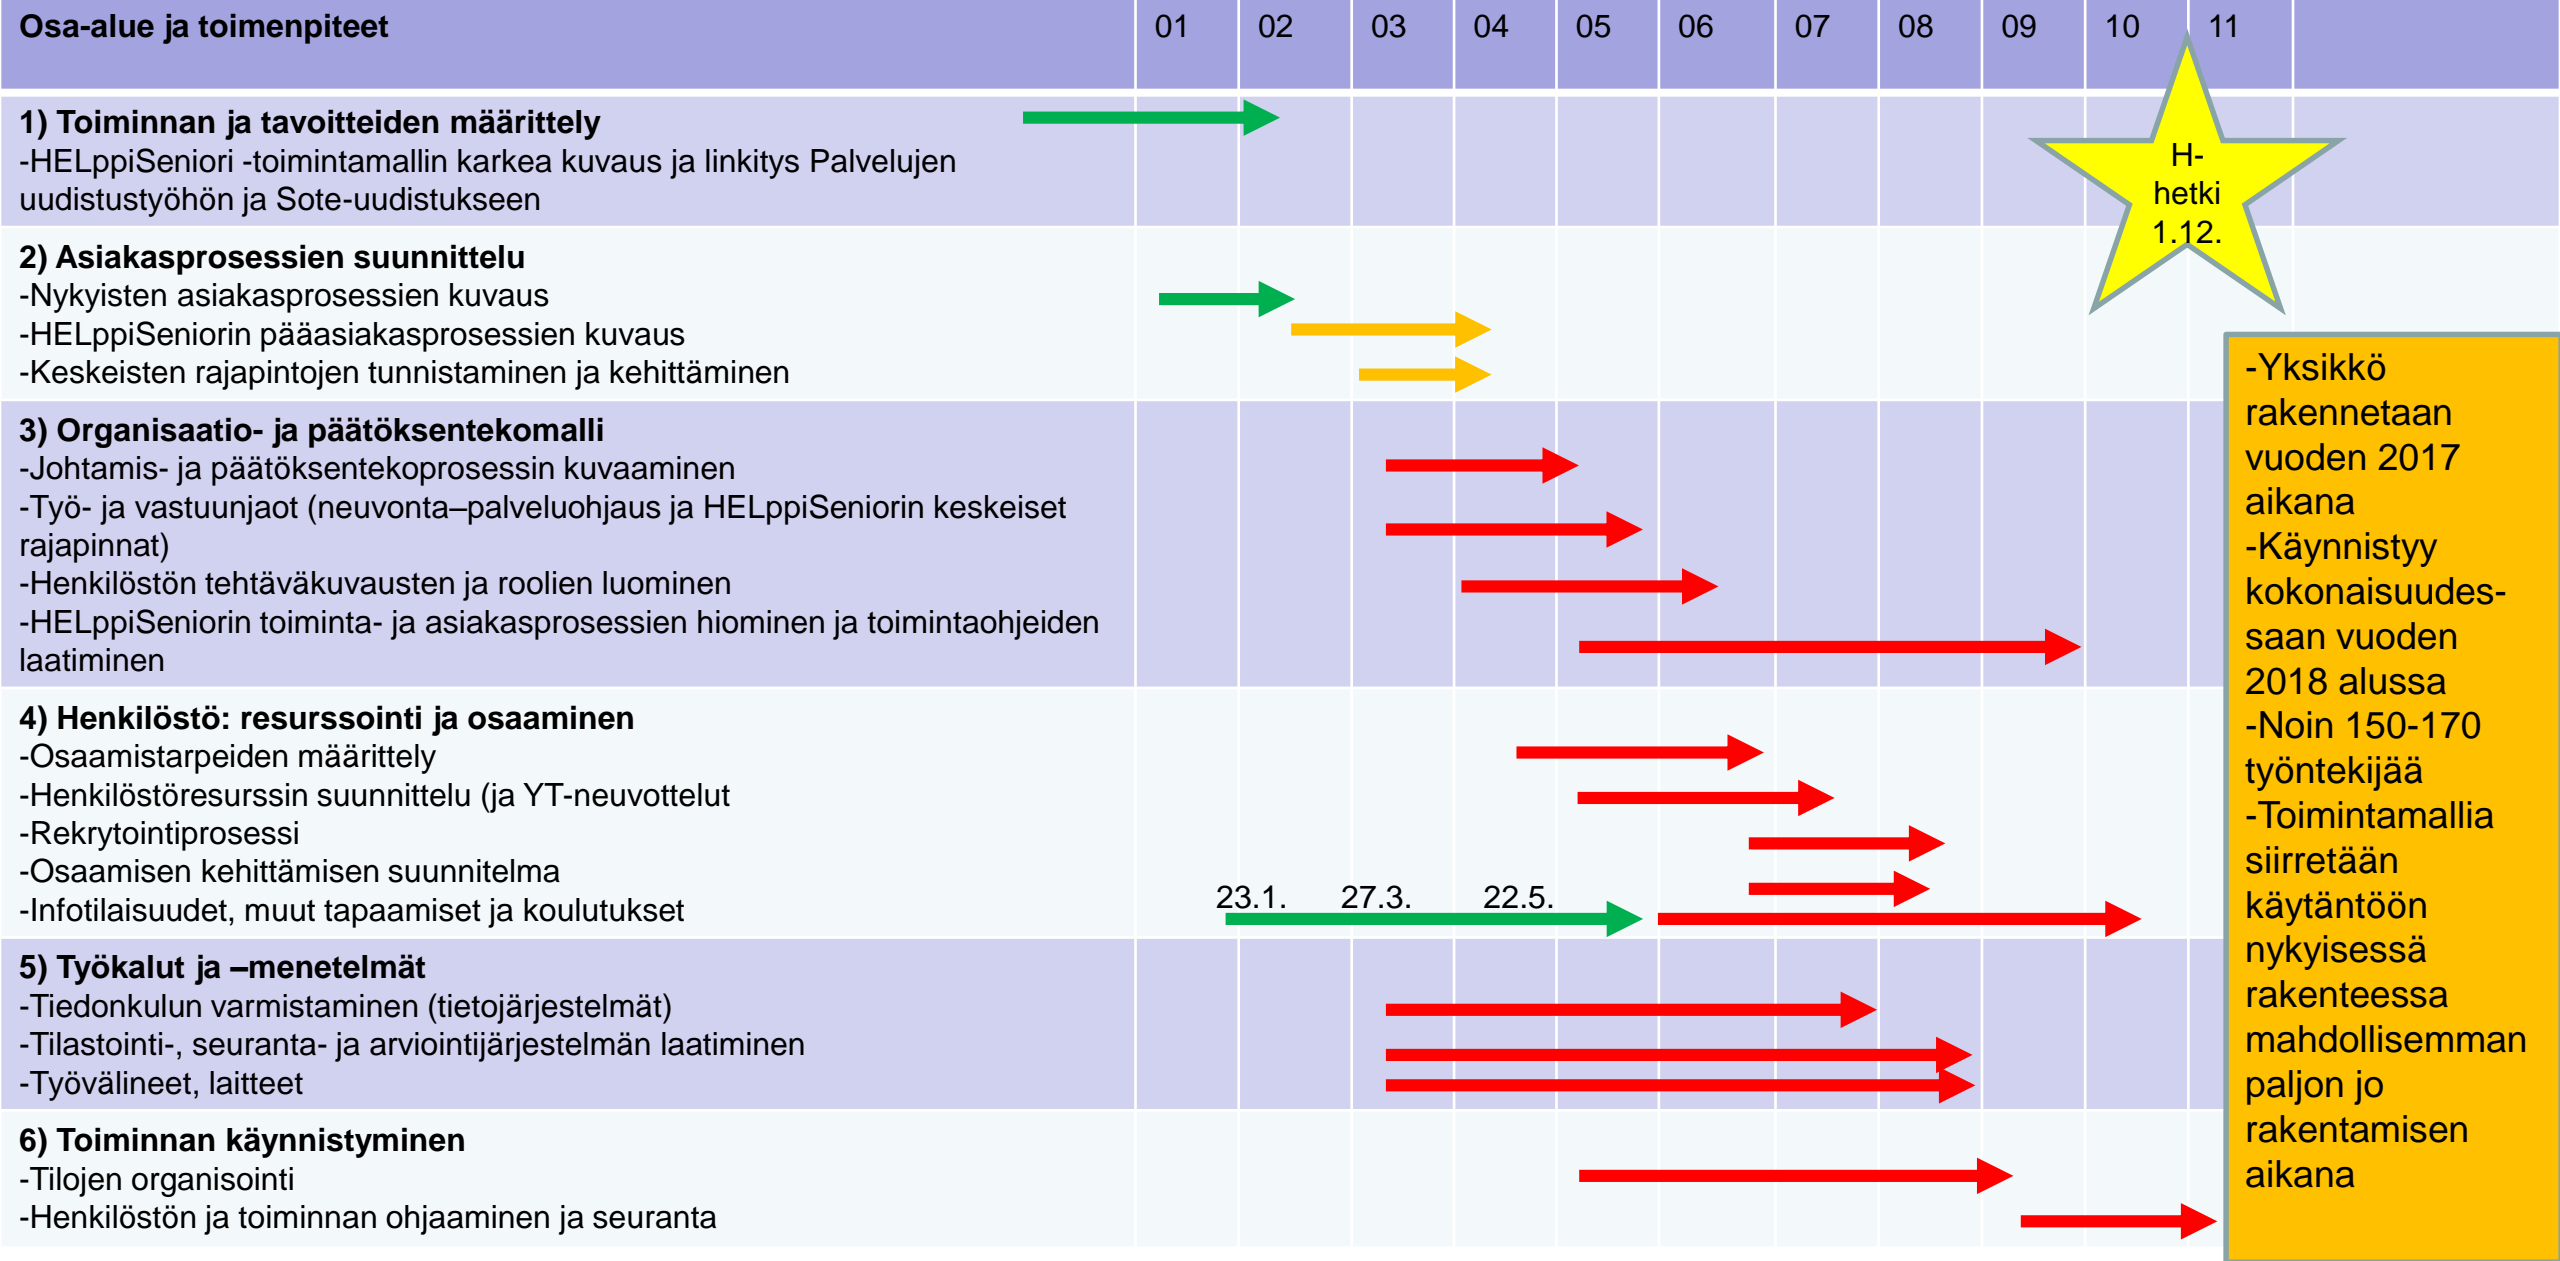 Osa-alue ja toimenpiteet 01 02 03 04 05 06 07 08 09 10 11
1) Toiminnan ja tavoitteiden määrittely
-HELppiSeniori -toimintamallin karkea kuvaus ja linkitys Palvelujen
uudistustyöhön ja Sote-uudistukseen
H-
hetki
1.12.
2) Asiakasprosessien suunnittelu
-Nykyisten asiakasprosessien kuvaus
-HELppiSeniorin pääasiakasprosessien kuvaus
-Keskeisten rajapintojen tunnistaminen ja kehittäminen
3) Organisaatio- ja päätöksentekomalli
-Johtamis- ja päätöksentekoprosessin kuvaaminen
-Työ- ja vastuunjaot (neuvonta–palveluohjaus ja HELppiSeniorin keskeiset
rajapinnat)
-Henkilöstön tehtäväkuvausten ja roolien luominen
-HELppiSeniorin toiminta- ja asiakasprosessien hiominen ja toimintaohjeiden
laatiminen
4) Henkilöstö: resurssointi ja osaaminen
-Osaamistarpeiden määrittely
-Henkilöstöresurssin suunnittelu (ja YT-neuvottelut
-Rekrytointiprosessi
-Osaamisen kehittämisen suunnitelma
-Infotilaisuudet, muut tapaamiset ja koulutukset
23.1. 27.3. 22.5.
5) Työkalut ja –menetelmät
-Tiedonkulun varmistaminen (tietojärjestelmät)
-Tilastointi-, seuranta- ja arviointijärjestelmän laatiminen
-Työvälineet, laitteet
6) Toiminnan käynnistyminen
-Tilojen organisointi
-Henkilöstön ja toiminnan ohjaaminen ja seuranta
-Yksikkö
rakennetaan
vuoden 2017
aikana
-Käynnistyy
kokonaisuudes-
saan vuoden
2018 alussa
-Noin 150-170
työntekijää
-Toimintamallia
siirretään
käytäntöön
nykyisessä
rakenteessa
mahdollisemman
paljon jo
rakentamisen
aikana